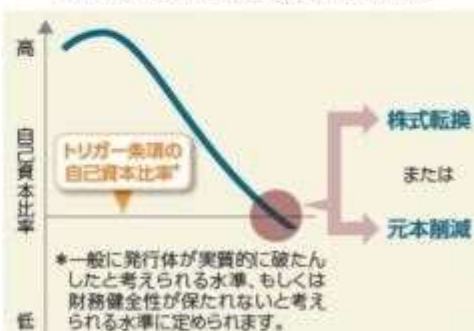 高
自己資本比率
低
トリガー条項の
自己資本比率*
株式転換
または
元本削減
*一般に発行体が実質的に破たん
したと考えられる水準、もしくは
財務健全性が保たれないと考え
られる水準に定められます。